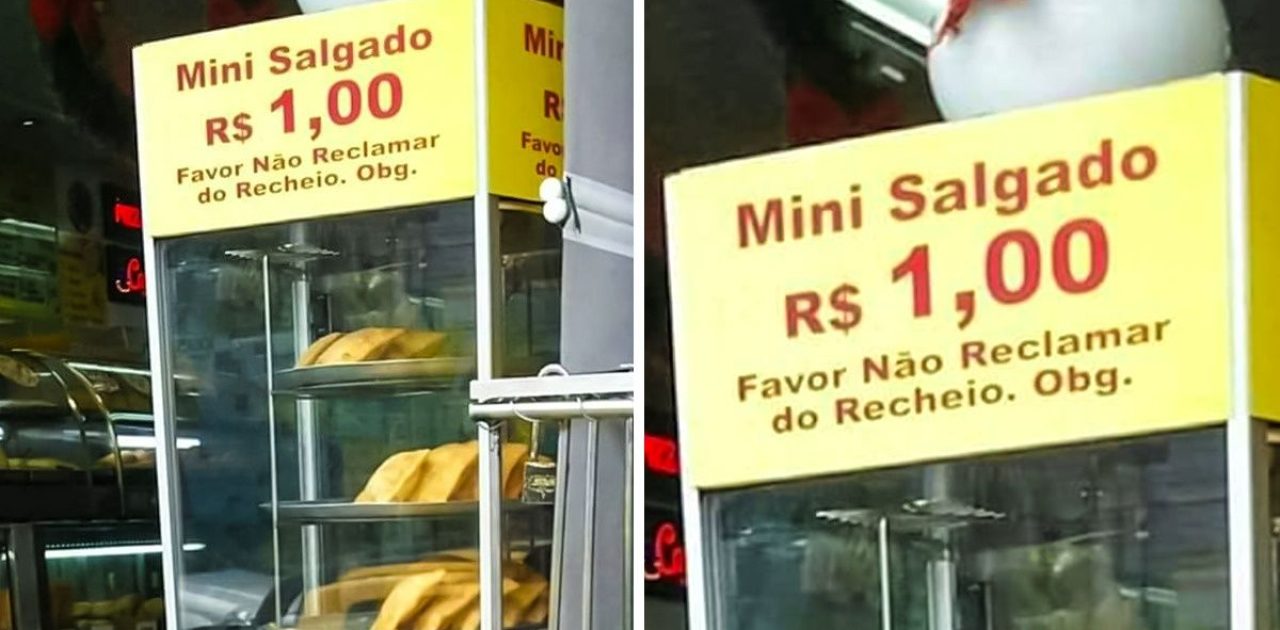 Mini Salgado
R$ 1,00
Favor Não Reclamar
do Recheio. Obg.
Mini Salgado
R$ 1,00
Favor Não Reclamar
do Recheio. Obg.